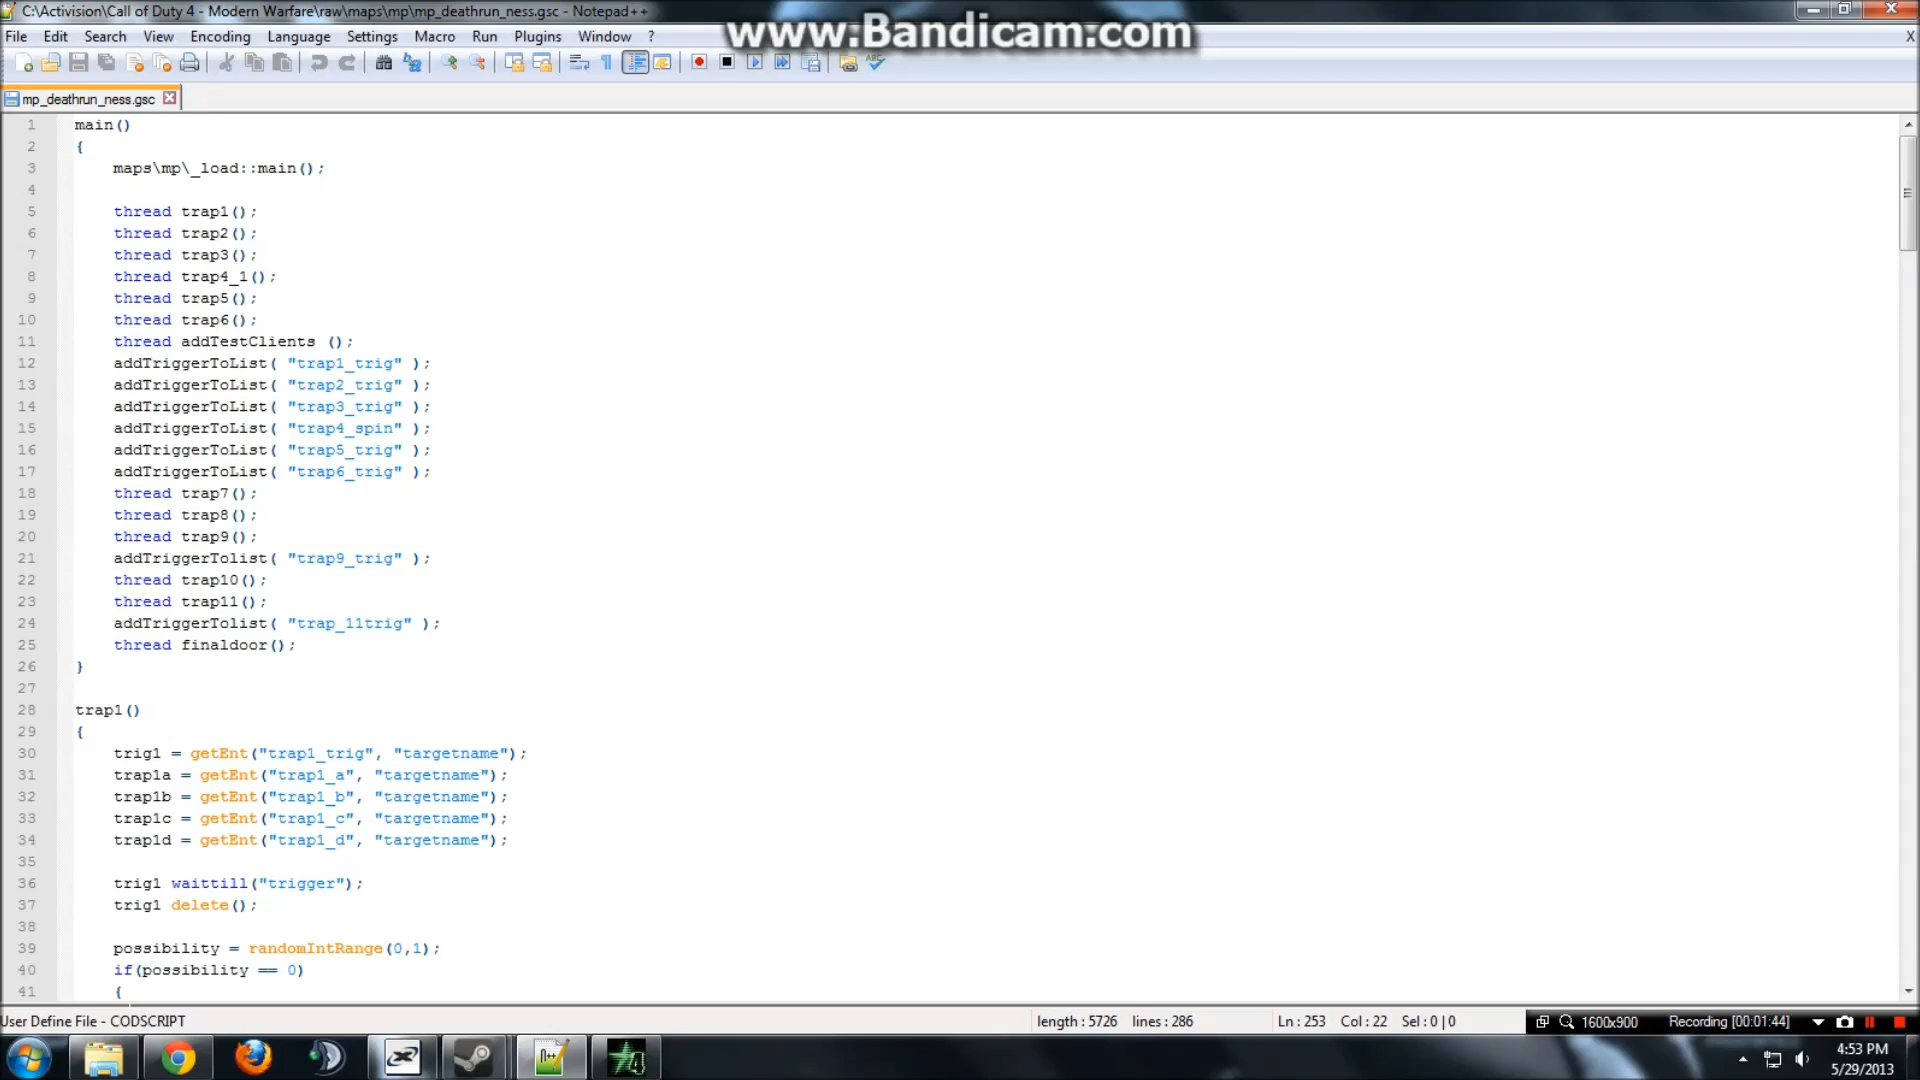 C:\Activision\Call of Duty 4 - Modern Warfare\raw\maps\mp\mp_deathrun_ness.gsc - Notepad++
www.Bandicam.com
File Edit Search View Encoding Language Settings Macro Run Plugins Window ? X
mp_deathrun_ness.gsc
1 main()
2 {
3 maps\mp\_load::main();
4
5 thread trap1();
6 thread trap2();
7 thread trap3();
8 thread trap4_1();
9 thread trap5();
10 thread trap6();
11 thread addTestClients ();
12 addTriggerToList( "trap1_trig" );
13 addTriggerToList( "trap2_trig" );
14 addTriggerToList( "trap3_trig" );
15 addTriggerToList( "trap4_spin" );
16 addTriggerToList( "trap5_trig" );
17 addTriggerToList( "trap6_trig" );
18 thread trap7();
19 thread trap8();
20 thread trap9();
21 addTriggerTolist( "trap9_trig" );
22 thread trap10();
23 thread trap11();
24 addTriggerTolist( "trap_11trig" );
25 thread finaldoor();
26 }
27
28 trap1()
29 {
30 trig1 = getEnt("trap1_trig", "targetname");
31 trap1a = getEnt("trap1_a", "targetname");
32 trap1b = getEnt("trap1_b", "targetname");
33 trap1c = getEnt("trap1_c", "targetname");
34 trap1d = getEnt("trap1_d", "targetname");
35
36 trig1 waittill("trigger");
37 trig1 delete();
38
39 possibility = randomIntRange(0,1);
40 if(possibility == 0)
41 {
User Define File - CODSCRIPT length : 5726 lines : 286 Ln : 253 Col : 22 Sel : 0 | 0 1600x900 Recording [00:01:44]
4:53 PM
5/29/2013